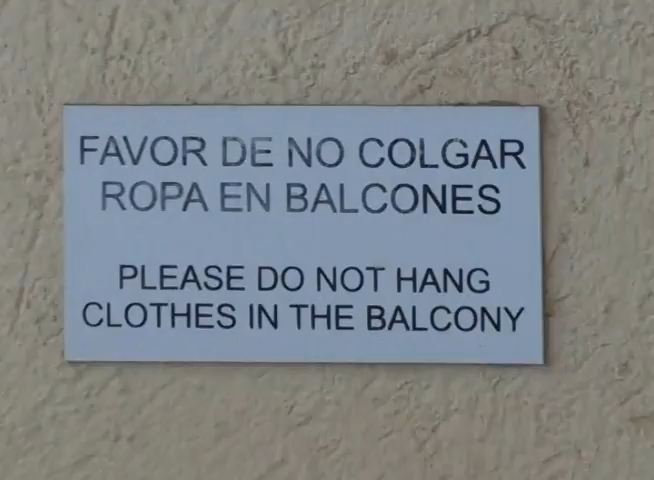 FAVOR DE NO COLGAR
ROPA EN BALCONES
PLEASE DO NOT HANG
CLOTHES IN THE BALCONY